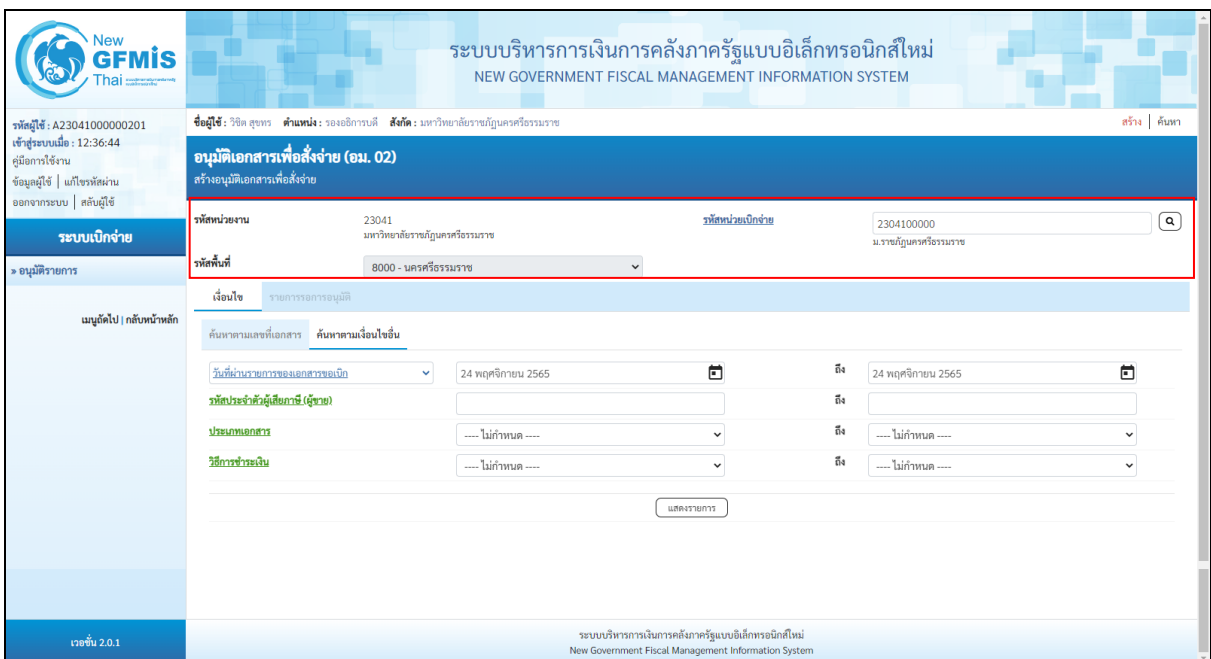 New
GFMIS
Thai
ระบบบริหารการเงินการคลังภาครัฐแบบอิเล็กทรอนิกส์ใหม่
NEW GOVERNMENT FISCAL MANAGEMENT INFORMATION SYSTEM
รหัสผู้ใช้ : A23041000000201
เข้าสู่ระบบเมื่อ : 12:36:44
คู่มือการใช้งาน
ข้อมูลผู้ใช้ | แก้ไขรหัสผ่าน
ออกจากระบบ | สลับผู้ใช้
ระบบเบิกจ่าย
» อนุมัติรายการ
เมนูถัดไป | กลับหน้าหลัก
ชื่อผู้ใช้ : วิชิต สุขทร ตำแหน่ง : รองอธิการบดี สังกัด : มหาวิทยาลัยราชภัฏนครศรีธรรมราช
สร้าง | ค้นหา
อนุมัติเอกสารเพื่อสั่งจ่าย (อม. 02)
สร้างอนุมัติเอกสารเพื่อสั่งจ่าย
รหัสหน่วยงาน 23041 รหัสหน่วยเบิกจ่าย 2304100000
มหาวิทยาลัยราชภัฏนครศรีธรรมราช ม.ราชภัฏนครศรีธรรมราช
รหัสพื้นที่ 8000 - นครศรีธรรมราช
เงื่อนไข รายการรอการอนุมัติ
ค้นหาตามเลขที่เอกสาร ค้นหาตามเงื่อนไขอื่น
วันที่ผ่านรายการของเอกสารขอเบิก 24 พฤศจิกายน 2565 ถึง 24 พฤศจิกายน 2565
รหัสประจำตัวผู้เสียภาษี (ผู้ขาย) ถึง
ประเภทเอกสาร ---- ไม่กำหนด ---- ถึง ---- ไม่กำหนด ----
วิธีการชำระเงิน ---- ไม่กำหนด ---- ถึง ---- ไม่กำหนด ----
แสดงรายการ
เวอชั่น 2.0.1
ระบบบริหารการเงินการคลังภาครัฐแบบอิเล็กทรอนิกส์ใหม่
New Government Fiscal Management Information System